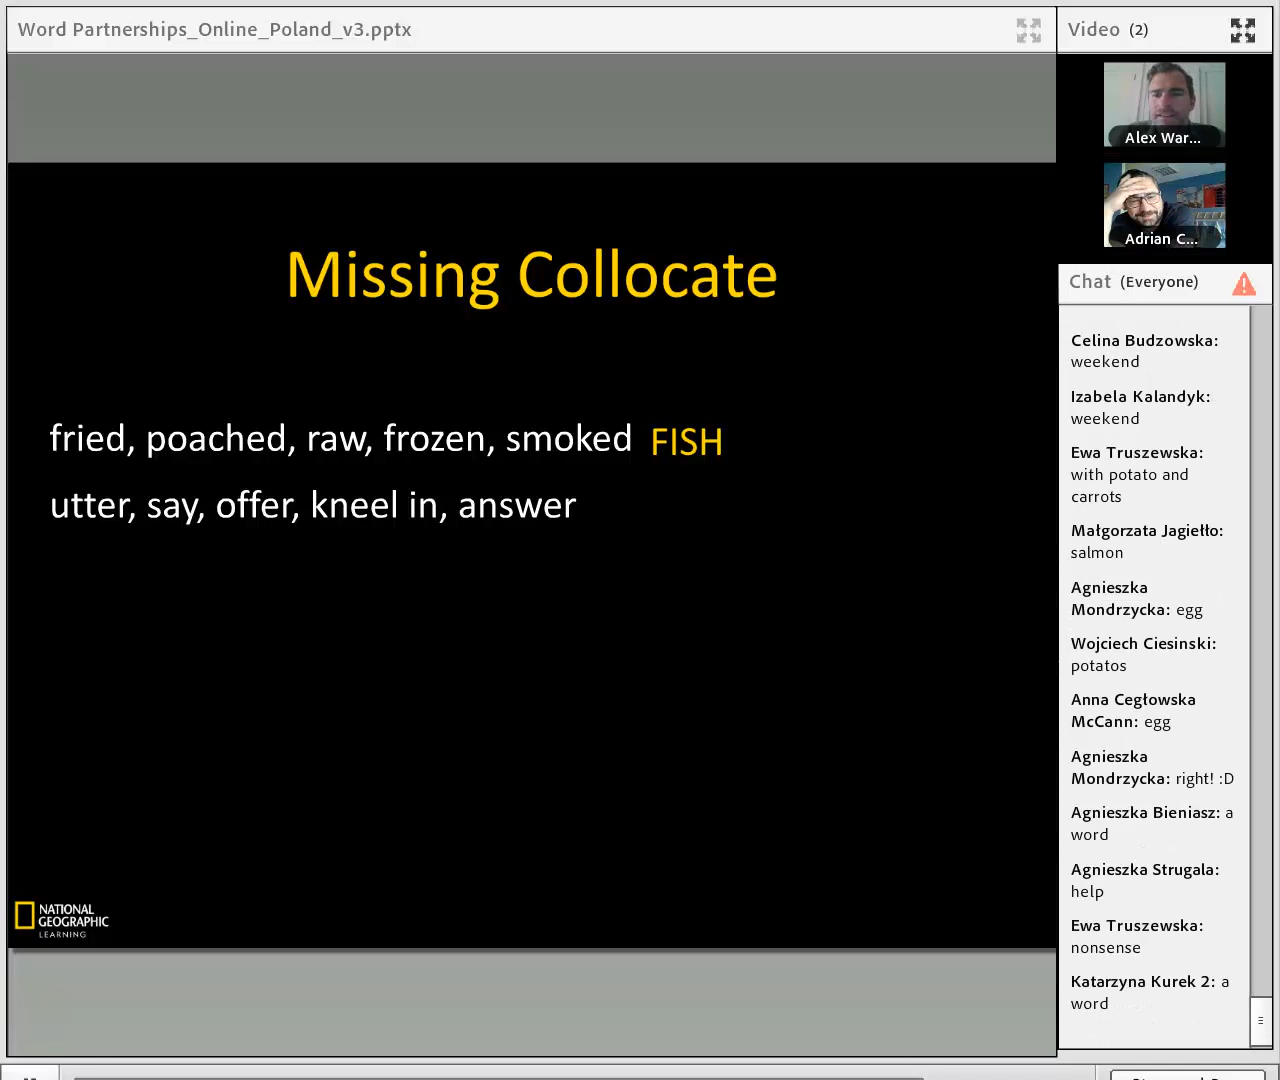 Word Partnerships_Online_Poland_v3.pptx
Video (2)
Alex War...
Adrian C...
Chat (Everyone)
Missing Collocate
fried, poached, raw, frozen, smoked FISH
utter, say, offer, kneel in, answer
NATIONAL
GEOGRAPHIC
LEARNING
Celina Budzowska:
weekend
Izabela Kalandyk:
weekend
Ewa Truszewska:
with potato and
carrots
Małgorzata Jagiełło:
salmon
Agnieszka
Mondrzycka: egg
Wojciech Ciesinski:
potatos
Anna Cegłowska
McCann: egg
Agnieszka
Mondrzycka: right! :D
Agnieszka Bieniasz: a
word
Agnieszka Strugala:
help
Ewa Truszewska:
nonsense
Katarzyna Kurek 2: a
word